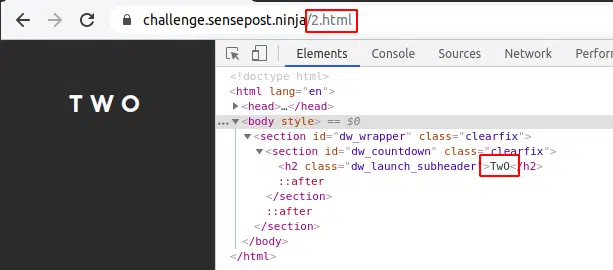 challenge.sensepost.ninja/2.html
TWO
Elements Console Sources Network
<!doctype html>
<html lang="en">
<head>…</head>
<body style> == $0
<section id="dw_wrapper" class="clearfix">
<section id="dw_countdown" class="clearfix">
<h2 class="dw_launch_subheader">TwO</h2>
::after
</section>
::after
</section>
</body>
</html>